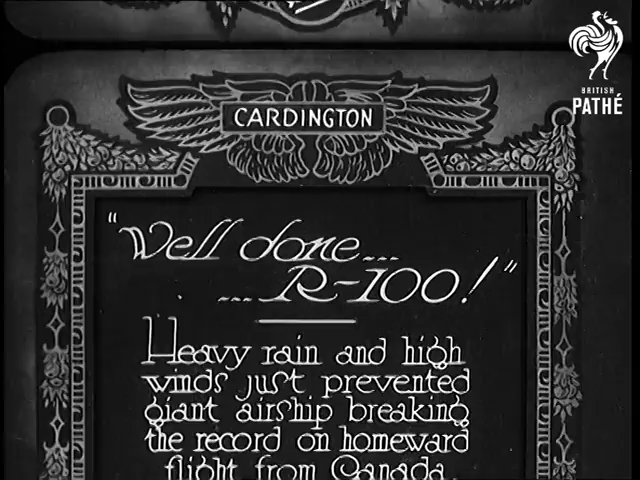 BRITISH
PATHÉ
CARDINGTON
"Well done...
... R-100!"
Heavy rain and high
winds just prevented
giant airship breaking
the record on homeward
flight from Canada.